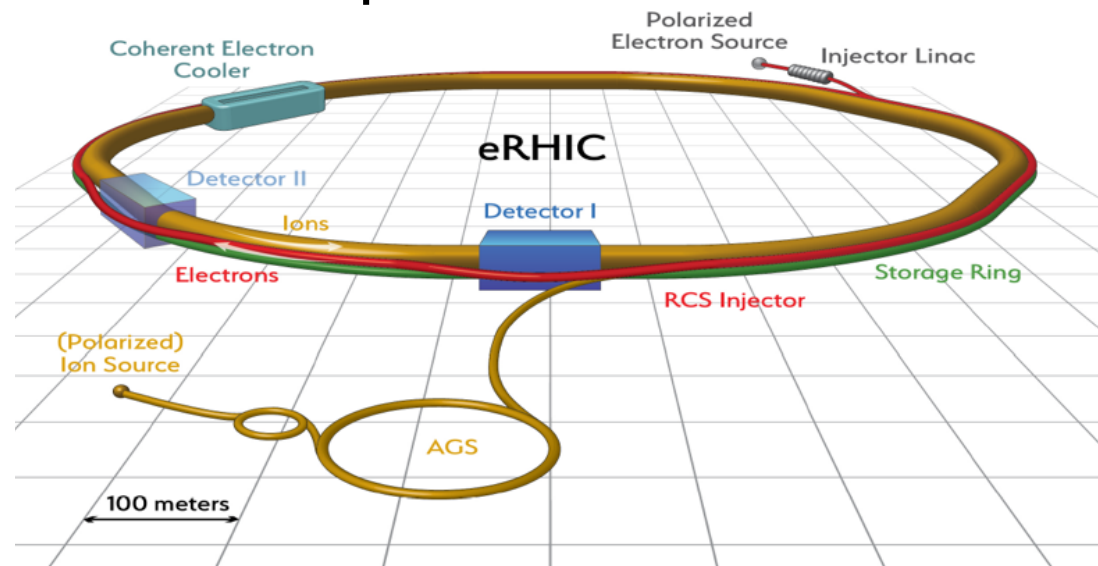 Polarized
Electron Source
Injector Linac
Coherent Electron
Cooler
eRHIC
Detector II
Detector I
Ions
Electrons
Storage Ring
RCS Injector
(Polarized)
Ion Source
AGS
100 meters